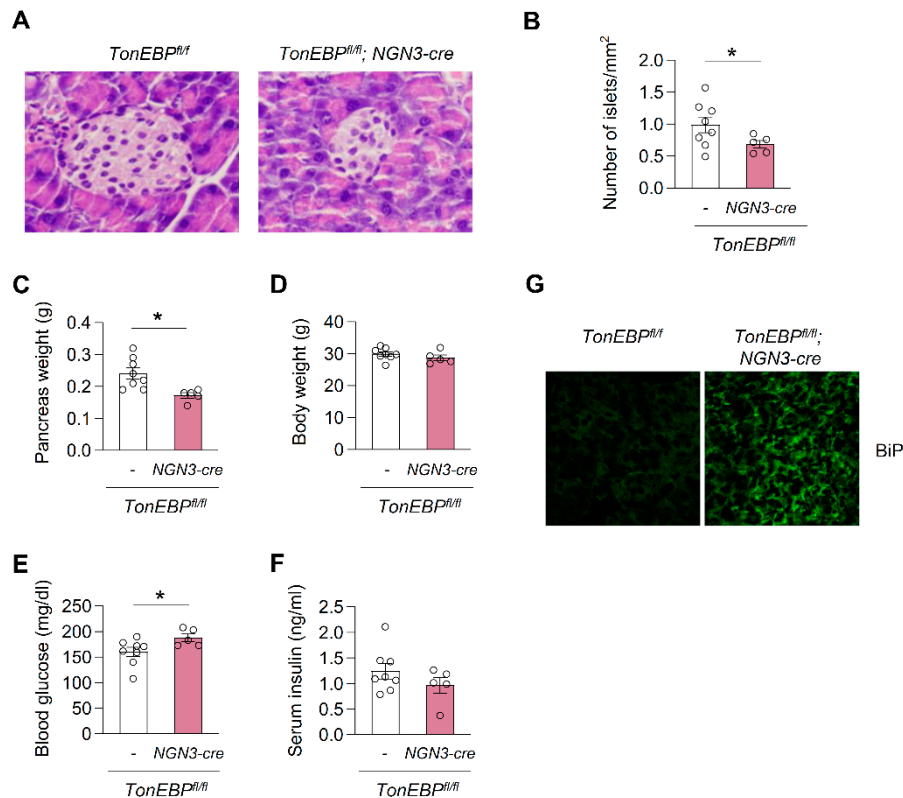 A
TonEBPfl/f
TonEBPfl/fl; NGN3-cre
B
*
Number of islets/mm2
2.0
1.5
1.0
0.5
0.0
- NGN3-cre
TonEBPfl/fl
C
*
Pancreas weight (g)
0.4
0.3
0.2
0.1
0.0
- NGN3-cre
TonEBPfl/fl
D
Body weight (g)
40
30
20
10
0
- NGN3-cre
TonEBPfl/fl
G
TonEBPfl/f
TonEBPfl/fl;
NGN3-cre
BiP
E
*
Blood glucose (mg/dl)
250
200
150
100
50
0
- NGN3-cre
TonEBPfl/fl
F
Serum insulin (ng/ml)
2.5
2.0
1.5
1.0
0.5
0.0
- NGN3-cre
TonEBPfl/fl